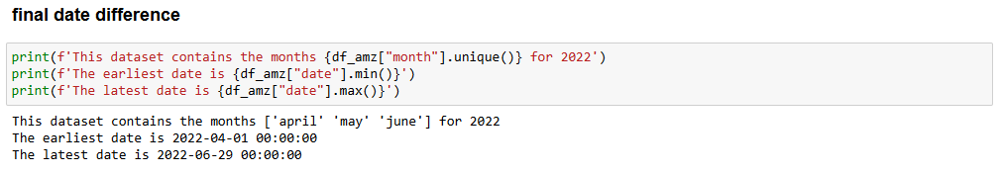 final date difference
print(f'This dataset contains the months {df_amz["month"].unique()} for 2022')
print(f'The earliest date is {df_amz["date"].min()}')
print(f'The latest date is {df_amz["date"].max()}')
This dataset contains the months ['april' 'may' 'june'] for 2022
The earliest date is 2022-04-01 00:00:00
The latest date is 2022-06-29 00:00:00